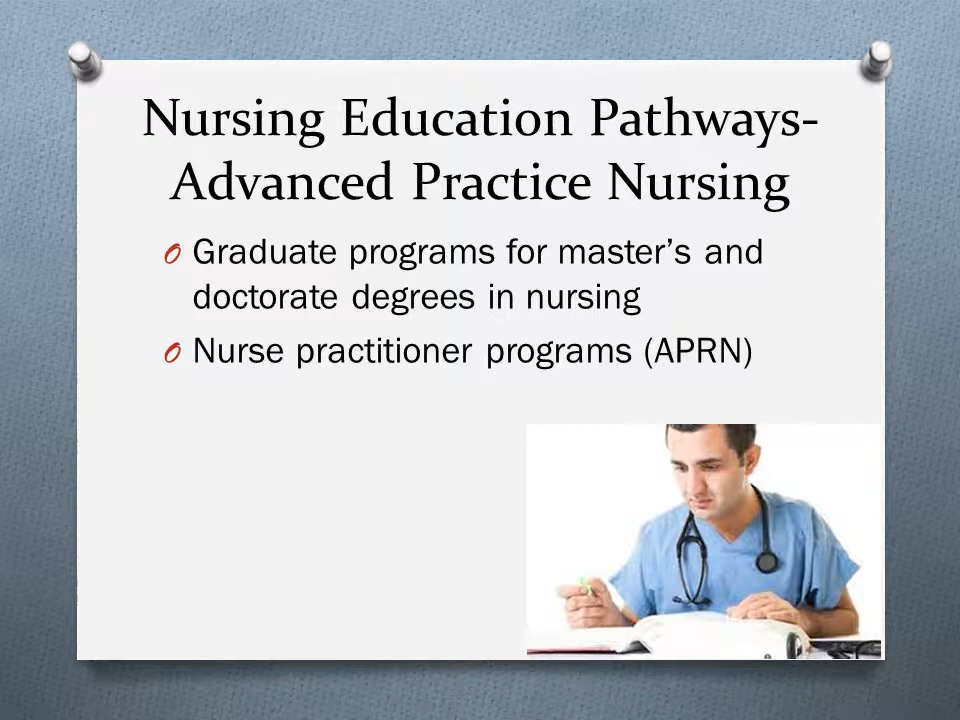 Nursing Education Pathways-
Advanced Practice Nursing
Graduate programs for master’s and
doctorate degrees in nursing
Nurse practitioner programs (APRN)